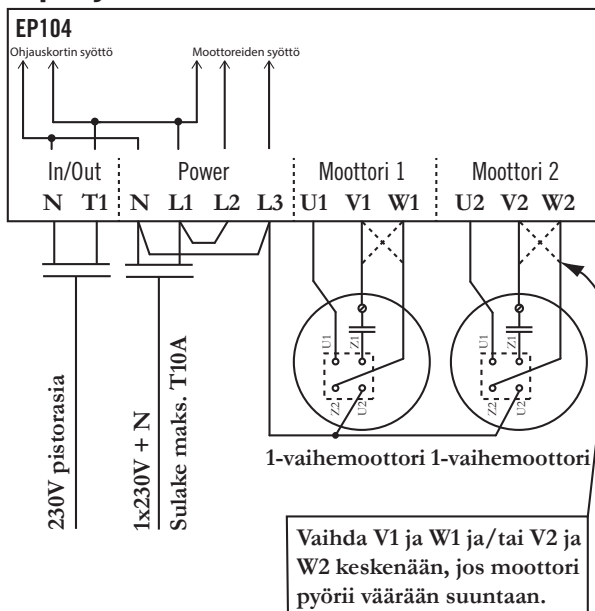 EP104
Ohjauskortin syöttö
Moottoreiden syöttö
In/Out
Power
Moottori 1
Moottori 2
N T1 N L1 L2 L3 U1 V1 W1 U2 V2 W2
U1 Z1
Z2 U2
U1 Z1
Z2 U2
230V pistorasia
1x230V + N
Sulake maks. T10A
1-vaihemoottori 1-vaihemoottori
Vaihda V1 ja W1 ja/tai V2 ja
W2 keskenään, jos moottori
pyörii väärään suuntaan.